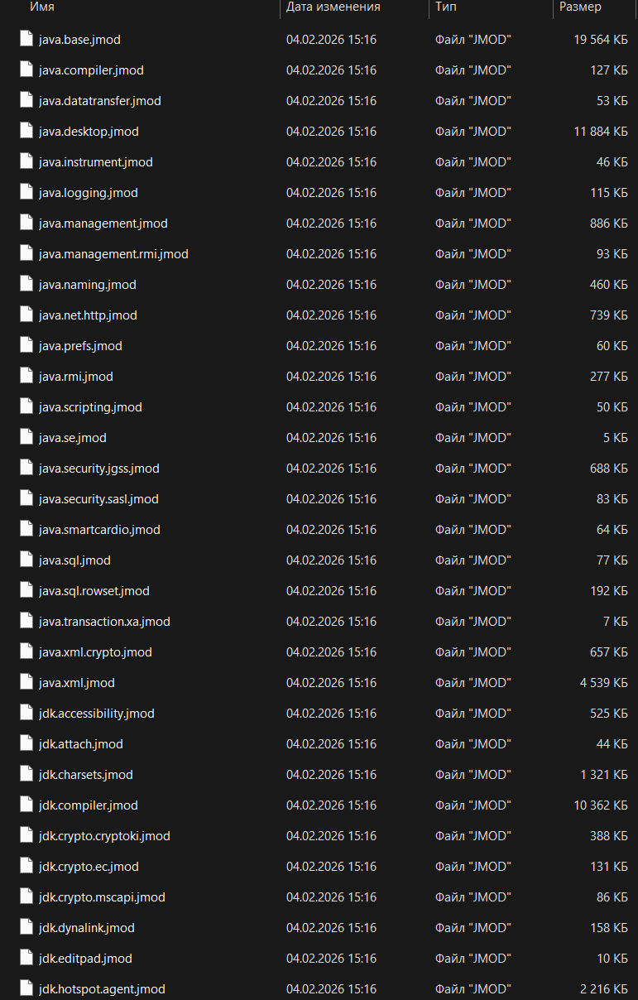 Имя Дата изменения Тип Размер
java.base.jmod 04.02.2026 15:16 Файл "JMOD" 19 564 КБ
java.compiler.jmod 04.02.2026 15:16 Файл "JMOD" 127 КБ
java.datatransfer.jmod 04.02.2026 15:16 Файл "JMOD" 53 КБ
java.desktop.jmod 04.02.2026 15:16 Файл "JMOD" 11 884 КБ
java.instrument.jmod 04.02.2026 15:16 Файл "JMOD" 46 КБ
java.logging.jmod 04.02.2026 15:16 Файл "JMOD" 115 КБ
java.management.jmod 04.02.2026 15:16 Файл "JMOD" 886 КБ
java.management.rmi.jmod 04.02.2026 15:16 Файл "JMOD" 93 КБ
java.naming.jmod 04.02.2026 15:16 Файл "JMOD" 460 КБ
java.net.http.jmod 04.02.2026 15:16 Файл "JMOD" 739 КБ
java.prefs.jmod 04.02.2026 15:16 Файл "JMOD" 60 КБ
java.rmi.jmod 04.02.2026 15:16 Файл "JMOD" 277 КБ
java.scripting.jmod 04.02.2026 15:16 Файл "JMOD" 50 КБ
java.se.jmod 04.02.2026 15:16 Файл "JMOD" 5 КБ
java.security.jgss.jmod 04.02.2026 15:16 Файл "JMOD" 688 КБ
java.security.sasl.jmod 04.02.2026 15:16 Файл "JMOD" 83 КБ
java.smartcardio.jmod 04.02.2026 15:16 Файл "JMOD" 64 КБ
java.sql.jmod 04.02.2026 15:16 Файл "JMOD" 77 КБ
java.sql.rowset.jmod 04.02.2026 15:16 Файл "JMOD" 192 КБ
java.transaction.xa.jmod 04.02.2026 15:16 Файл "JMOD" 7 КБ
java.xml.crypto.jmod 04.02.2026 15:16 Файл "JMOD" 657 КБ
java.xml.jmod 04.02.2026 15:16 Файл "JMOD" 4 539 КБ
jdk.accessibility.jmod 04.02.2026 15:16 Файл "JMOD" 525 КБ
jdk.attach.jmod 04.02.2026 15:16 Файл "JMOD" 44 КБ
jdk.charsets.jmod 04.02.2026 15:16 Файл "JMOD" 1 321 КБ
jdk.compiler.jmod 04.02.2026 15:16 Файл "JMOD" 10 362 КБ
jdk.crypto.cryptoki.jmod 04.02.2026 15:16 Файл "JMOD" 388 КБ
jdk.crypto.ec.jmod 04.02.2026 15:16 Файл "JMOD" 131 КБ
jdk.crypto.mscapi.jmod 04.02.2026 15:16 Файл "JMOD" 86 КБ
jdk.dynalink.jmod 04.02.2026 15:16 Файл "JMOD" 158 КБ
jdk.editpad.jmod 04.02.2026 15:16 Файл "JMOD" 10 КБ
jdk.hotspot.agent.jmod 04.02.2026 15:16 Файл "JMOD" 2 216 КБ